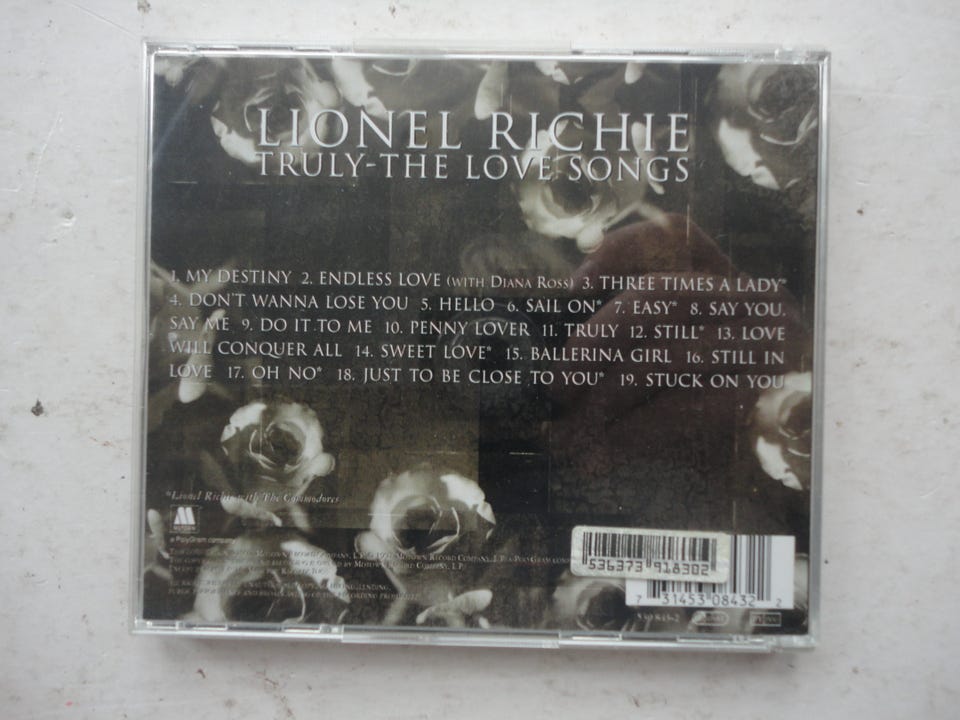 LIONEL RICHIE
TRULY-THE LOVE SONGS
1. MY DESTINY 2. ENDLESS LOVE (WITH DIANA ROSS) 3. THREE TIMES A LADY*
4. DON'T WANNA LOSE YOU 5. HELLO 6. SAIL ON* 7. EASY* 8. SAY YOU,
SAY ME 9. DO IT TO ME 10. PENNY LOVER 11. TRULY 12. STILL* 13. LOVE
WILL CONQUER ALL 14. SWEET LOVE* 15. BALLERINA GIRL 16. STILL IN
LOVE 17. OH NO* 18. JUST TO BE CLOSE TO YOU* 19. STUCK ON YOU
*Lionel Richie with The Commodores
MOTOWN
a PolyGram company
536373 918302
7 31453 08432 2